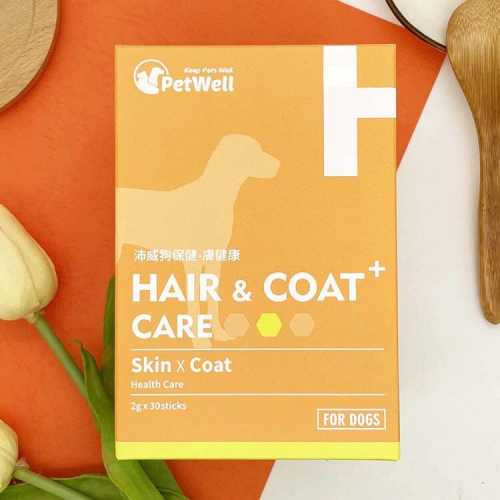 Keep Pets Well
PetWell
沛威狗保健-膚健康
HAIR & COAT+
CARE
Skin X Coat
Health Care
2g x 30sticks
FOR DOGS